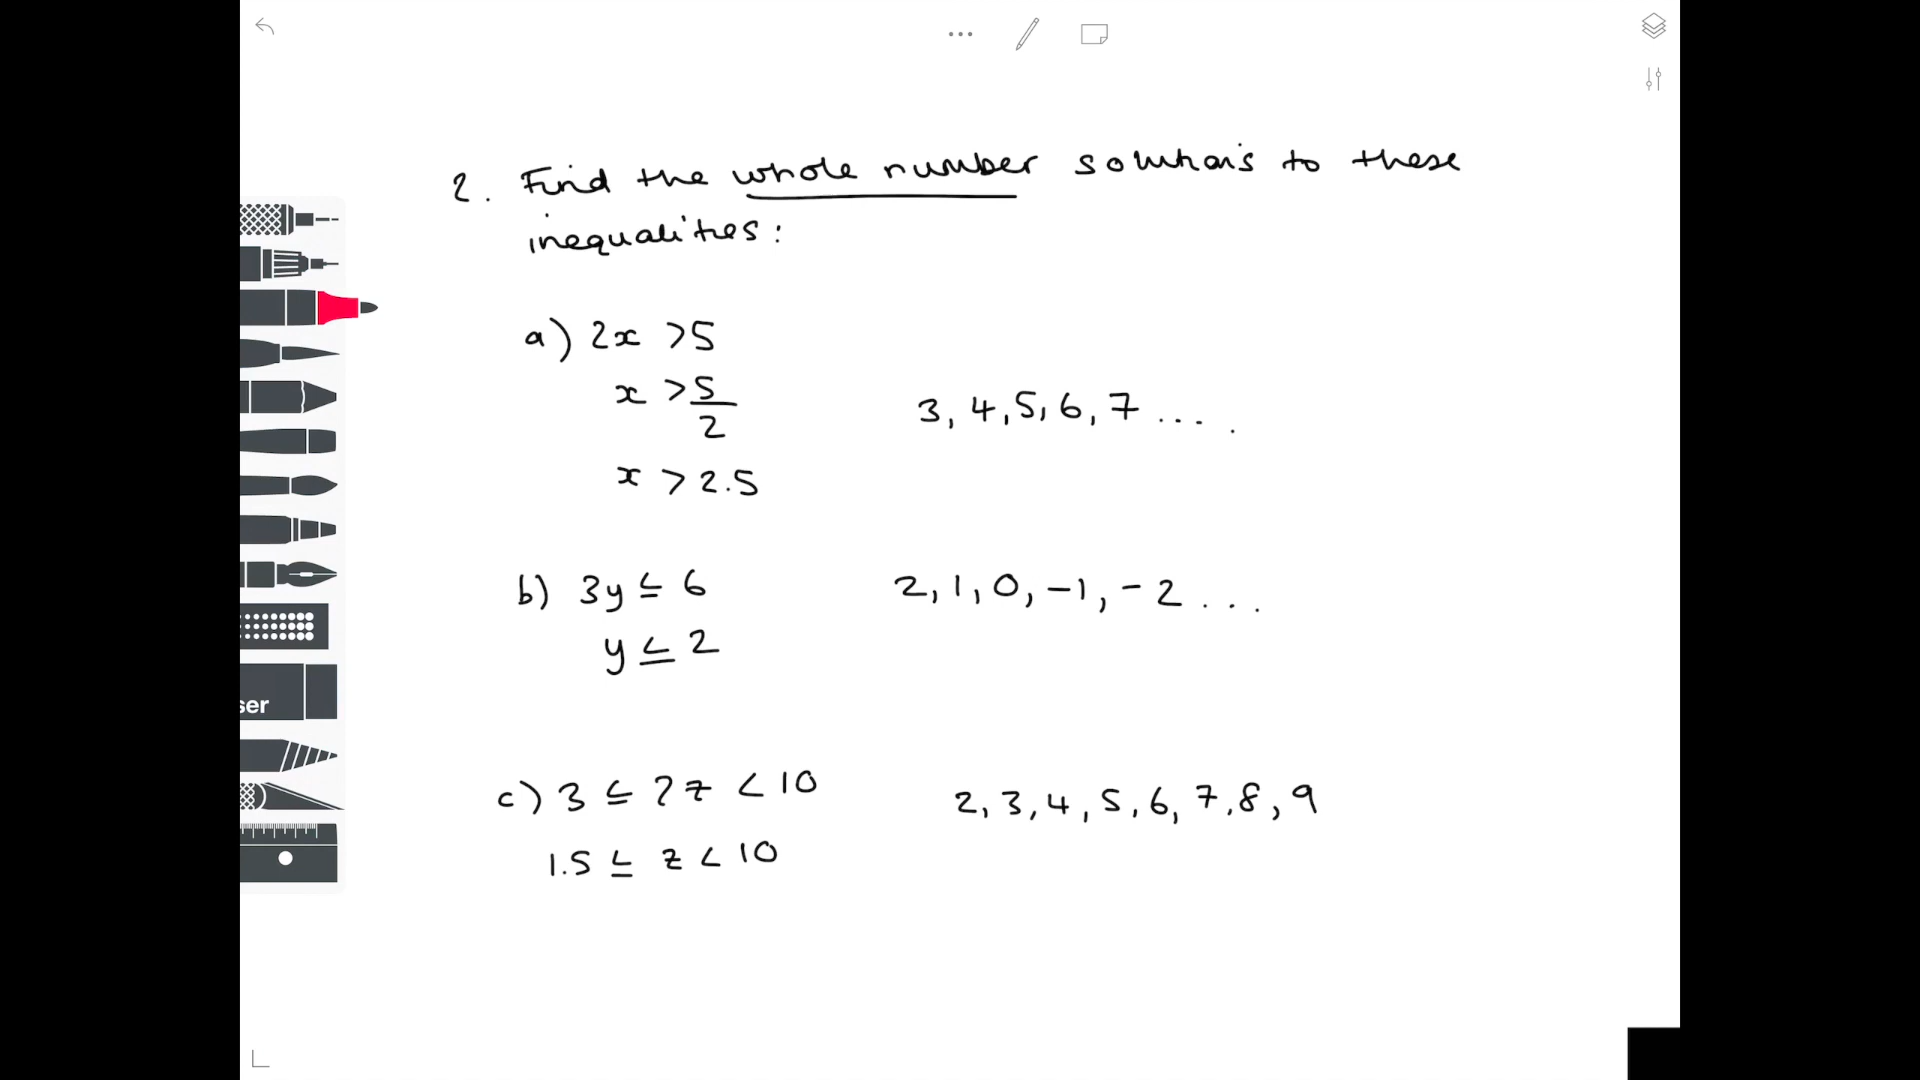 2. Find the whole number solutions to these
inequalities:
a) 2x > 5
x > 5/2
3, 4, 5, 6, 7 .... .
x > 2.5
b) 3y ≤ 6
2, 1, 0, -1, -2 ...
y ≤ 2
c) 3 ≤ 2z < 10
2, 3, 4, 5, 6, 7, 8, 9
1.5 ≤ z < 10
ser